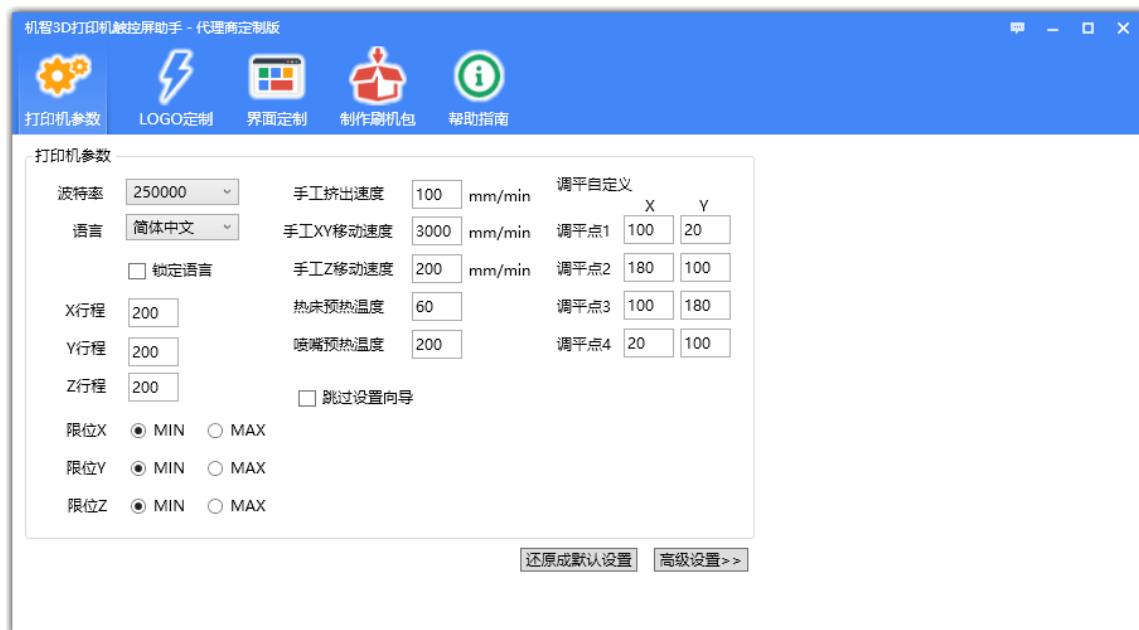 机智3D打印机触控屏助手 - 代理商定制版
打印机参数 LOGO定制 界面定制 制作刷机包 帮助指南
打印机参数
波特率 250000 手工挤出速度 100 mm/min 调平自定义
X Y
语言 简体中文 手工XY移动速度 3000 mm/min 调平点1 100 20
锁定语言 手工Z移动速度 200 mm/min 调平点2 180 100
X行程 200 热床预热温度 60 调平点3 100 180
Y行程 200 喷嘴预热温度 200 调平点4 20 100
Z行程 200 跳过设置向导
限位X MIN MAX
限位Y MIN MAX
限位Z MIN MAX
还原成默认设置 高级设置>>